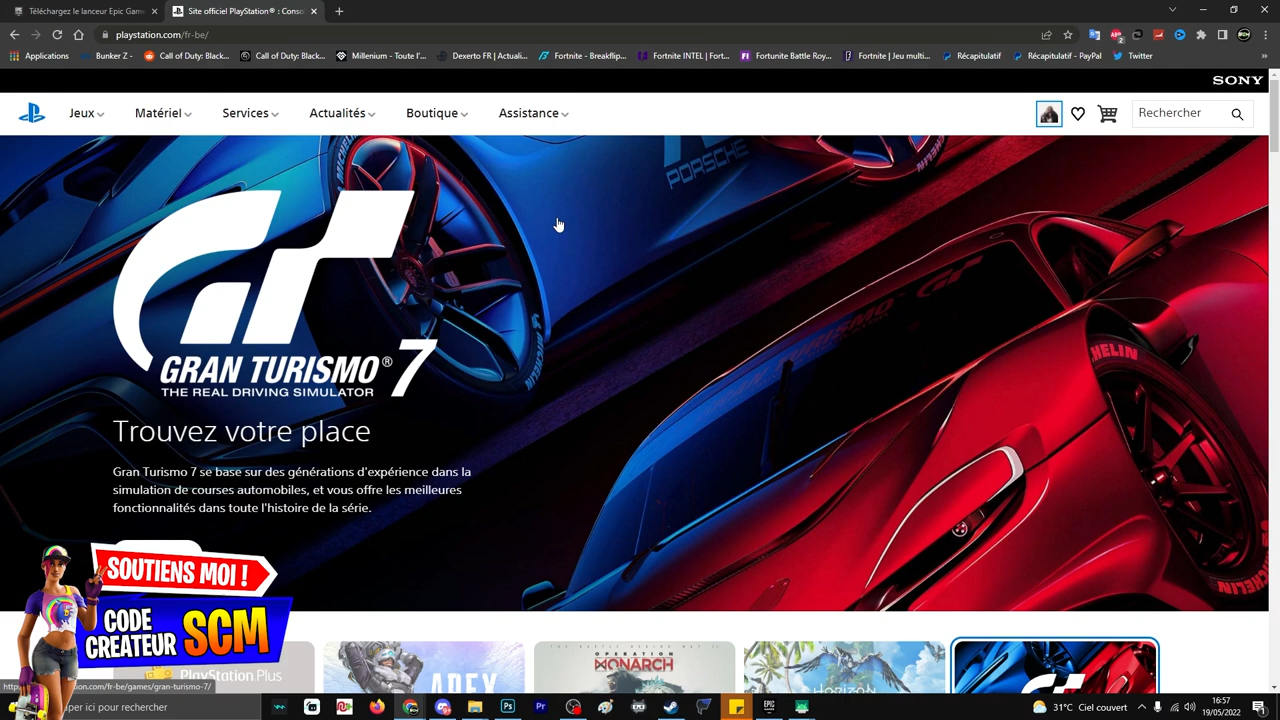 Téléchargez le lanceur Epic Gam
Site officiel PlayStation® : Conso
playstation.com/fr-be/
Applications
Bunker Z -
Call of Duty: Black...
Call of Duty: Black...
Millenium - Toute l'...
Dexerto FR | Actuali...
Fortnite - Breakflip...
Fortnite INTEL | Fort...
Fortunite Battle Roy...
Fortnite | Jeu multi...
Récapitulatif
Récapitulatif - PayPal
Twitter
»
SONY
Jeux
Matériel
Services
Actualités
Boutique
Assistance
Rechercher
PORSCHE
GT
GRAN TURISMO® 7
THE REAL DRIVING SIMULATOR
Trouvez votre place
Gran Turismo 7 se base sur des générations d'expérience dans la
simulation de courses automobiles, et vous offre les meilleures
fonctionnalités dans toute l'histoire de la série.
SOUTIENS MOI !
CODE
CREATEUR SCM
PlayStation Plus
APEX
OPERATION
MONARCH
HORIZON
.com/fr-be/games/gran-turismo-7/
per ici pour rechercher
31°C Ciel couvert
16:57
19/05/2022